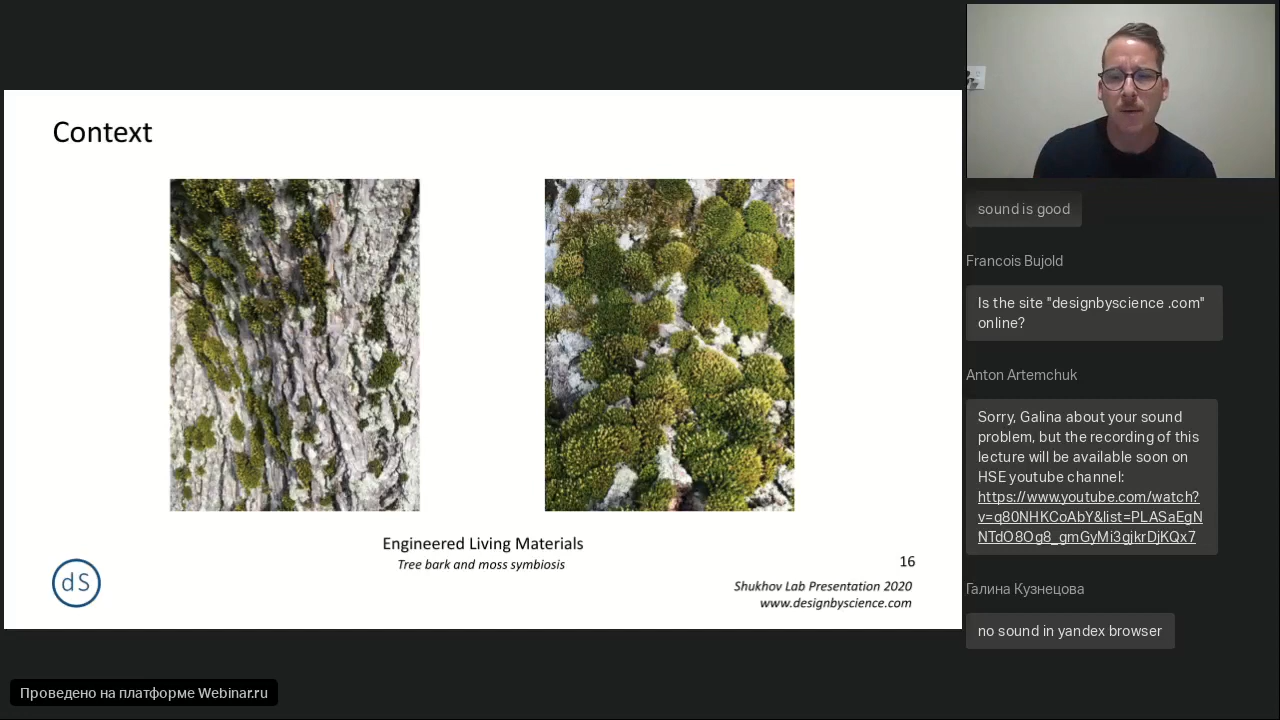 Context
Engineered Living Materials
Tree bark and moss symbiosis
dS
16
Shukhov Lab Presentation 2020
www.designbyscience.com
sound is good
Francois Bujold
Is the site "designbyscience .com"
online?
Anton Artemchuk
Sorry, Galina about your sound
problem, but the recording of this
lecture will be available soon on
HSE youtube channel:
https://www.youtube.com/watch?
v=q80NHKCoAbY&list=PLASaEgN
NTdO8Og8_gmGyMi3gjkrDjKQx7
Галина Кузнецова
no sound in yandex browser
Проведено на платформе Webinar.ru